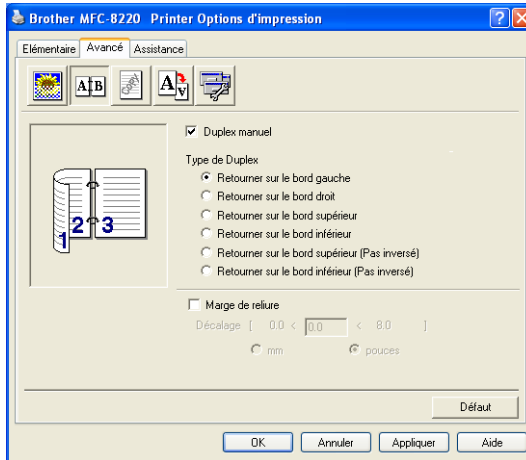 Brother MFC-8220 Printer Options d'impression
Elémentaire Avancé Assistance
A B
A A
Duplex manuel
Type de Duplex
Retourner sur le bord gauche
Retourner sur le bord droit
Retourner sur le bord supérieur
Retourner sur le bord inférieur
Retourner sur le bord supérieur (Pas inversé)
Retourner sur le bord inférieur (Pas inversé)
1 2 3
Marge de reliure
Décalage [ 0.0 < 0.0 < 8.0 ]
mm pouces
Défaut
OK Annuler Appliquer Aide